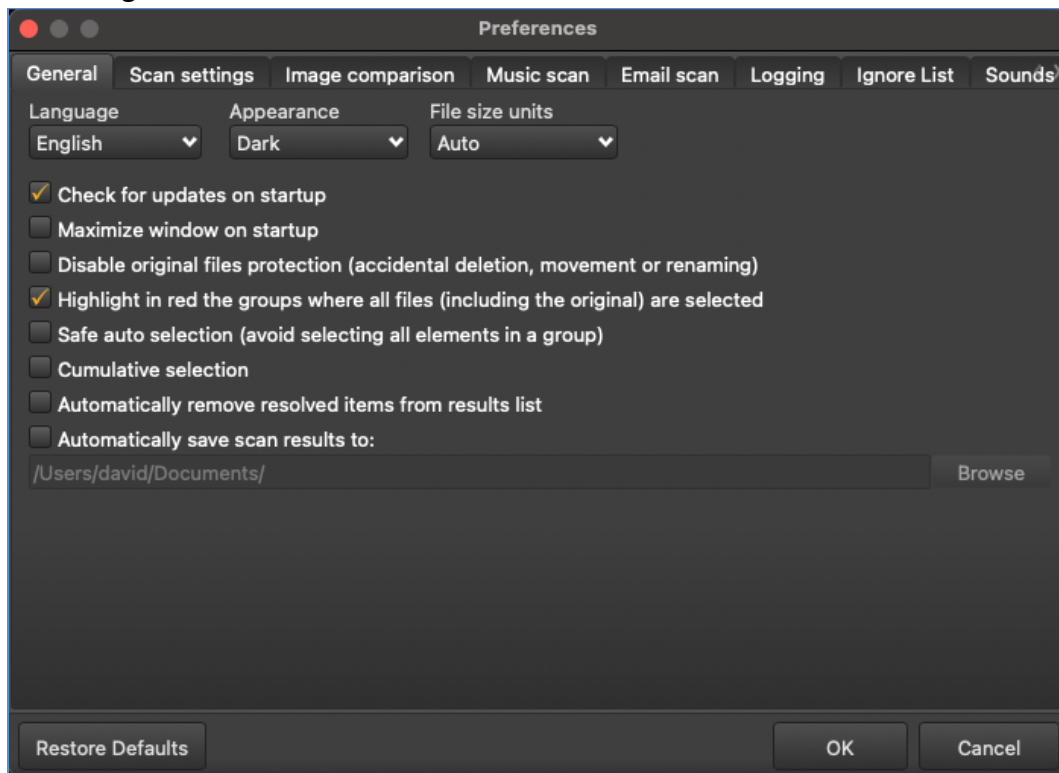 Preferences
General Scan settings Image comparison Music scan Email scan Logging Ignore List Sounds
Language Appearance File size units
English Dark Auto
Check for updates on startup
Maximize window on startup
Disable original files protection (accidental deletion, movement or renaming)
Highlight in red the groups where all files (including the original) are selected
Safe auto selection (avoid selecting all elements in a group)
Cumulative selection
Automatically remove resolved items from results list
Automatically save scan results to:
/Users/david/Documents/ Browse
Restore Defaults OK Cancel